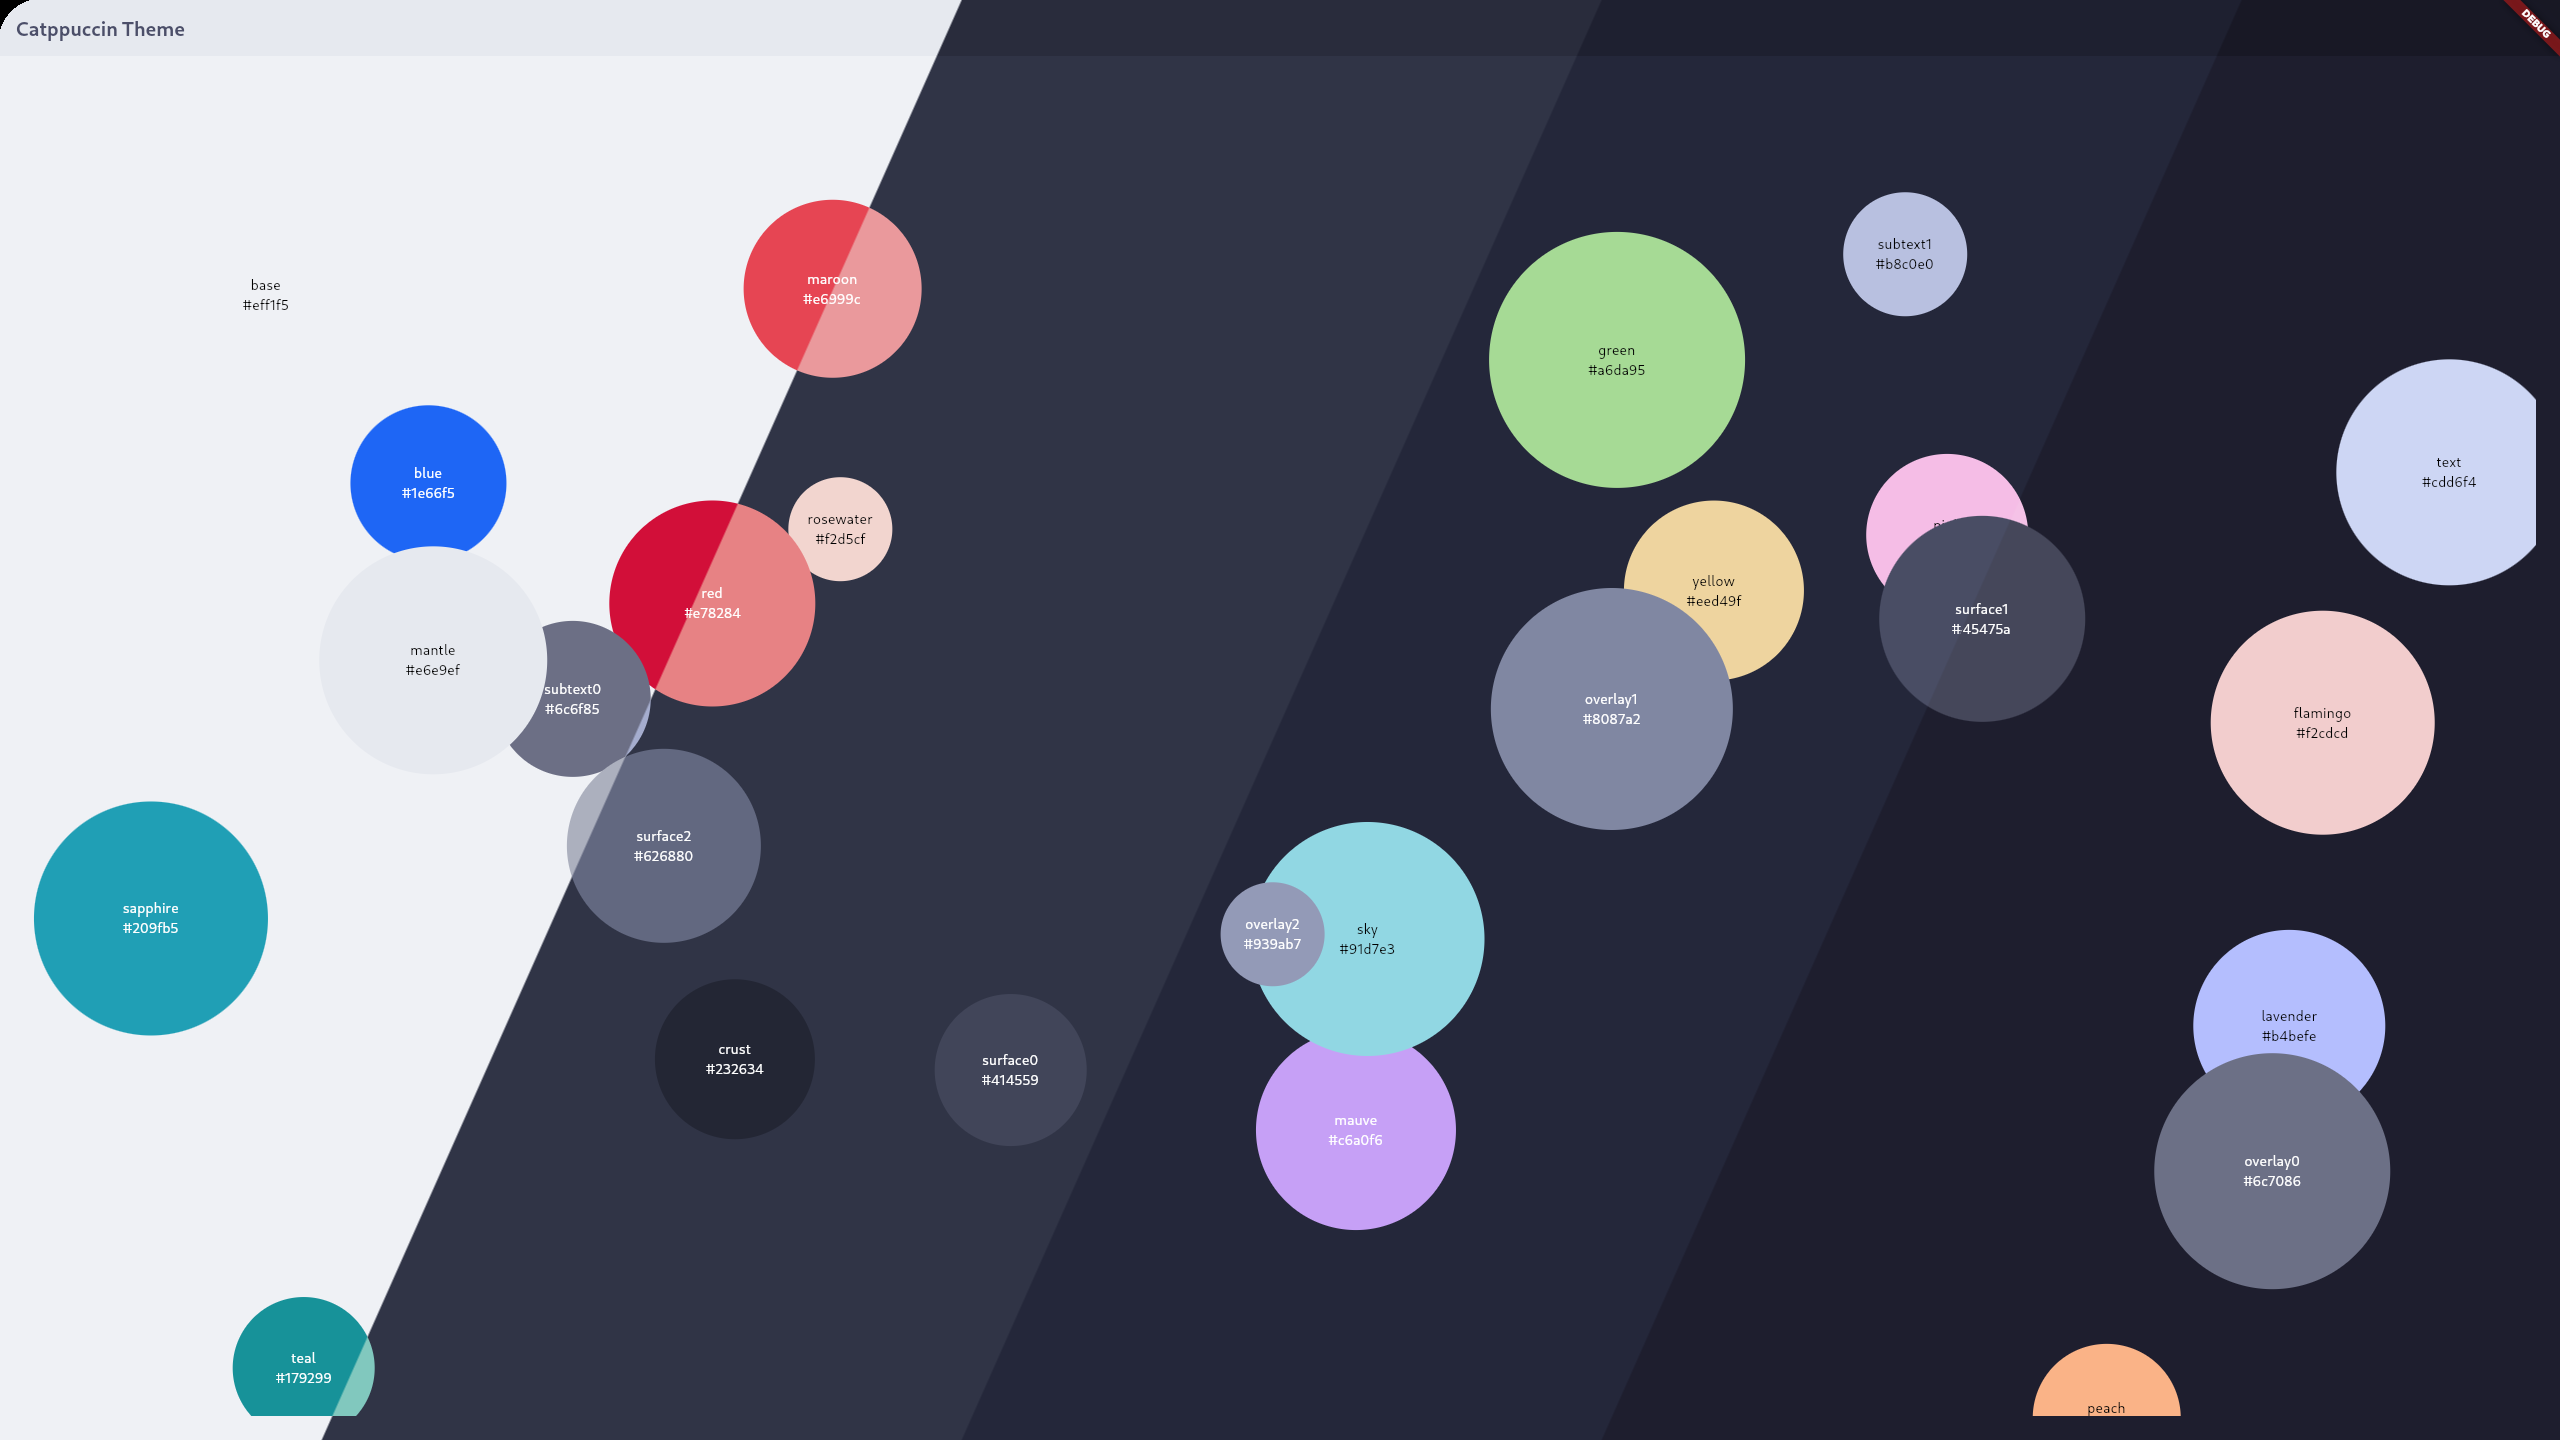 Catppuccin Theme
DEBUG
subtext1
#b8c0e0
maroon
#e6999c
base
#eff1f5
green
#a6da95
text
#cdd6f4
blue
#1e66f5
rosewater
#f2d5cf
yellow
#eed49f
red
#e78284
surface1
#45475a
mantle
#e6e9ef
subtext0
#6c6f85
overlay1
#8087a2
flamingo
#f2cdcd
surface2
#626880
sapphire
#209fb5
overlay2
#939ab7
sky
#91d7e3
lavender
#b4befe
crust
#232634
surface0
#414559
mauve
#c6a0f6
overlay0
#6c7086
teal
#179299
peach